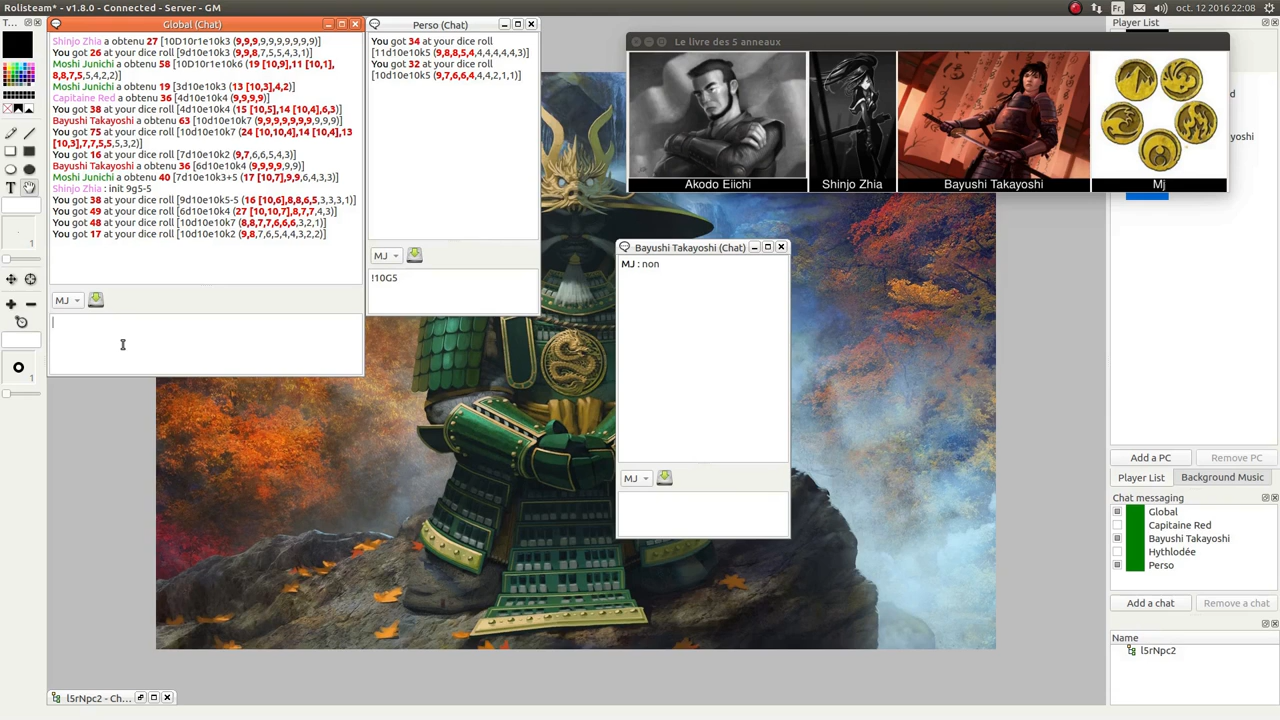 Rolisteam* - v1.8.0 - Connected - Server - GM
Fr
oct. 12 2016 22:08
T
Global (Chat)
Shinjo Zhia a obtenu 27 [10D10r1e10k3 (9,9,9,9,9,9,9,9,9,9)]
You got 26 at your dice roll [9d10e10k3 (9,9,8,7,5,5,4,3,1)]
Moshi Junichi a obtenu 58 [10D10r1e10k6 (19 [10,9],11 [10,1],
8,8,7,5,5,4,2,2)]
Moshi Junichi a obtenu 19 [3d10e10k3 (13 [10,3],4,2)]
Capitaine Red a obtenu 36 [4d10e10k4 (9,9,9,9)]
You got 38 at your dice roll [6d10e10k4 (15 [10,5],14 [10,4],6,3)]
Bayushi Takayoshi a obtenu 63 [10d10e10k7 (9,9,9,9,9,9,9,9,9,9)]
You got 75 at your dice roll [10d10e10k7 (24 [10,10,4],14 [10,4],13
[10,3],7,7,5,5,5,3,2)]
You got 16 at your dice roll [7d10e10k2 (9,7,6,6,5,4,3)]
Bayushi Takayoshi a obtenu 36 [6d10e10k4 (9,9,9,9,9,9)]
Moshi Junichi a obtenu 40 [7d10e10k3+5 (17 [10,7],9,9,6,4,3,3)]
Shinjo Zhia : init 9g5-5
You got 38 at your dice roll [9d10e10k5-5 (16 [10,6],8,8,6,5,3,3,3,1)]
You got 49 at your dice roll [6d10e10k4 (27 [10,10,7],8,7,7,4,3)]
You got 48 at your dice roll [10d10e10k7 (8,8,7,7,6,6,6,3,2,1)]
You got 17 at your dice roll [10d10e10k2 (9,8,7,6,5,4,4,3,2,2)]
MJ
Perso (Chat)
You got 34 at your dice roll
[11d10e10k5 (9,8,8,5,4,4,4,4,4,4,3)]
You got 32 at your dice roll
[10d10e10k5 (9,7,6,6,4,4,4,2,1,1)]
MJ
!10G5
Le livre des 5 anneaux
Akodo Eiichi
Shinjo Zhia
Bayushi Takayoshi
Mj
Bayushi Takayoshi (Chat)
MJ : non
MJ
1
1
Player List
Add a PC
Remove PC
Player List
Background Music
Chat messaging
Global
Capitaine Red
Bayushi Takayoshi
Hythlodée
Perso
Add a chat
Remove a chat
Name
l5rNpc2
l5rNpc2 - Ch...